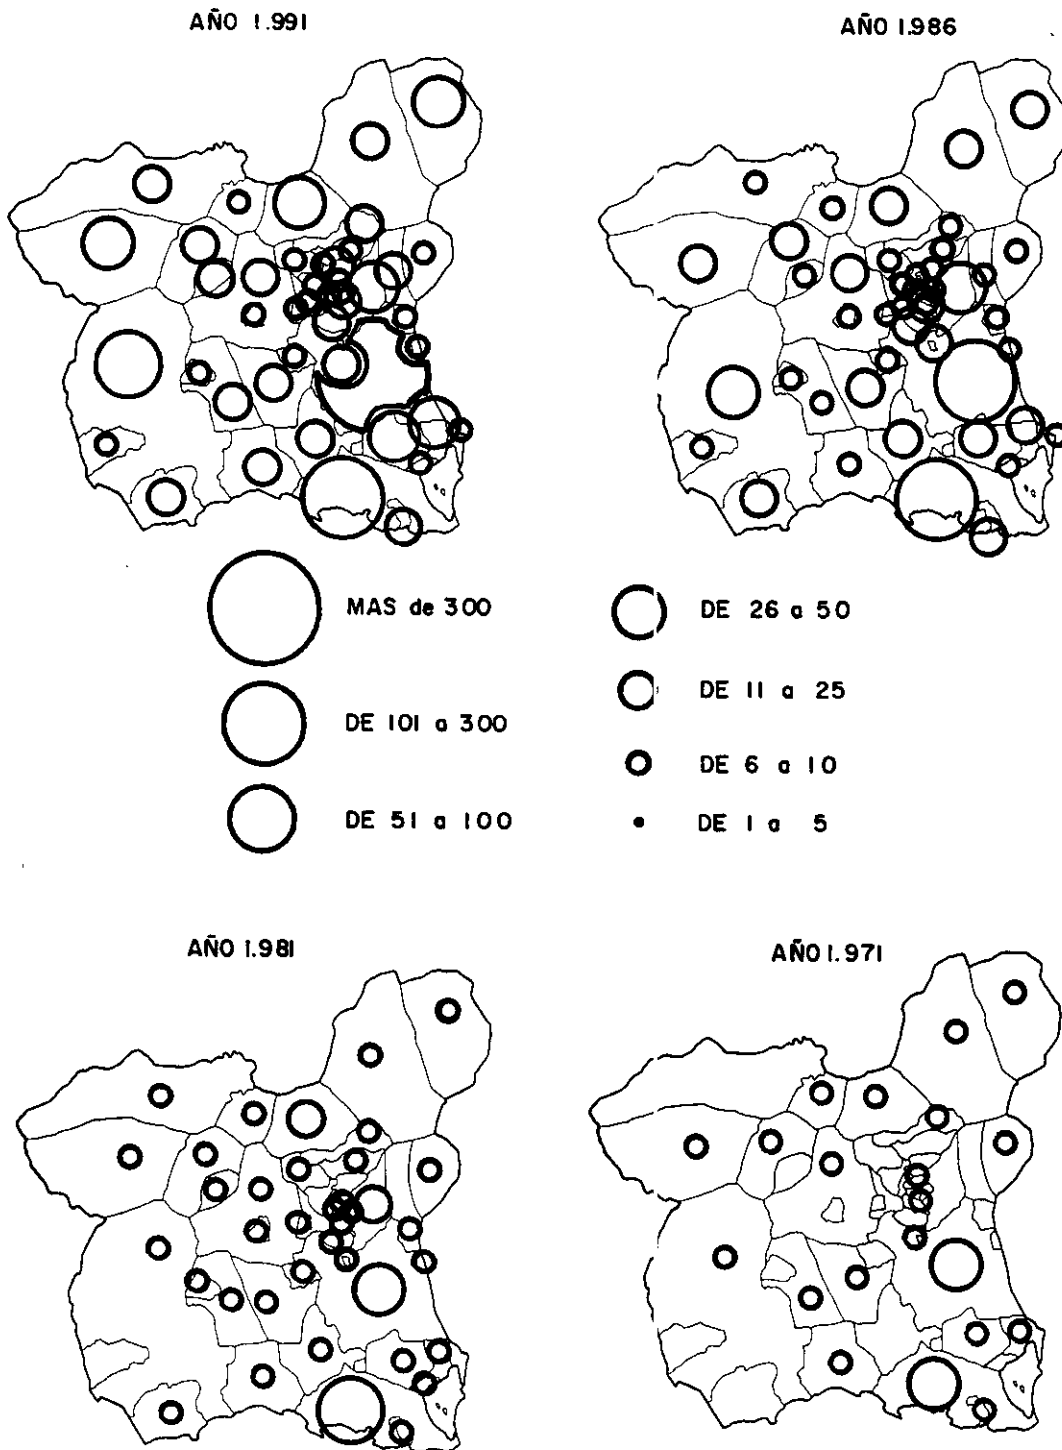 AÑO 1.991
AÑO 1.986
MAS de 300
DE 101 a 300
DE 51 a 100
DE 26 a 50
DE 11 a 25
DE 6 a 10
DE 1 a 5
AÑO 1.981
AÑO 1.971